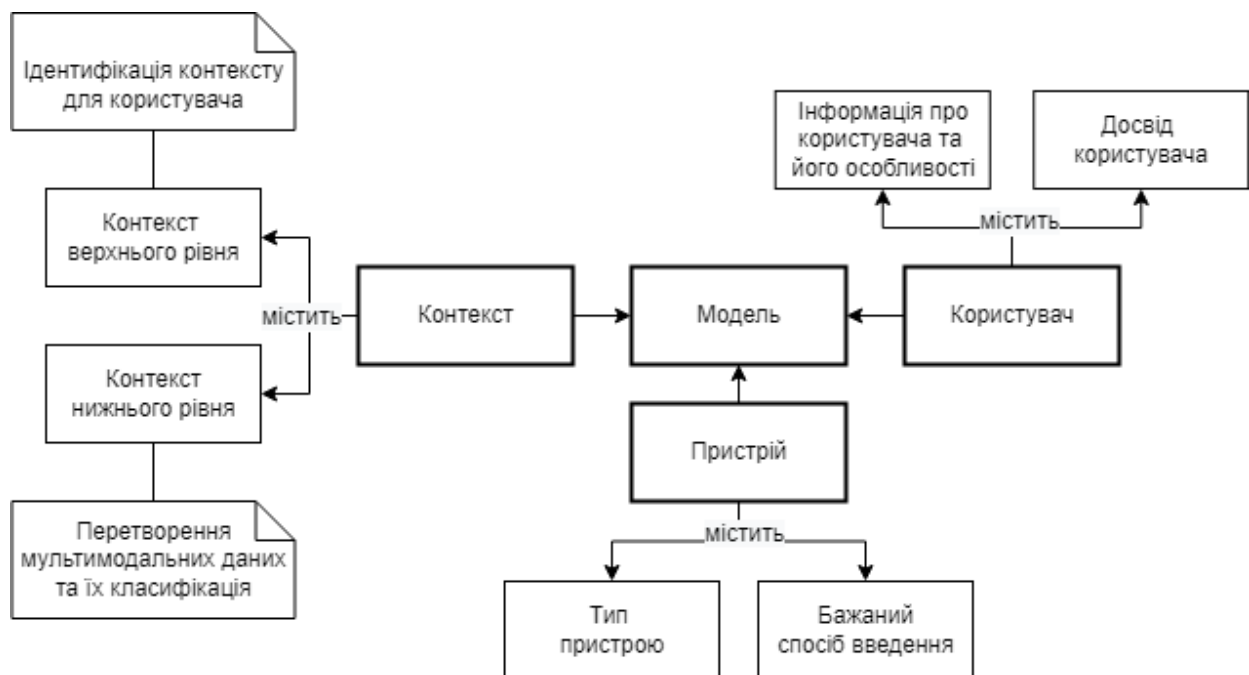 Ідентифікація контексту
для користувача
Інформація про
користувача та
його особливості
Досвід
користувача
Контекст
верхнього рівня
містить
містить
Контекст
Модель
Користувач
Контекст
нижнього рівня
Пристрій
містить
Перетворення
мультимодальних даних
та їх класифікація
Тип
пристрою
Бажаний
спосіб введення